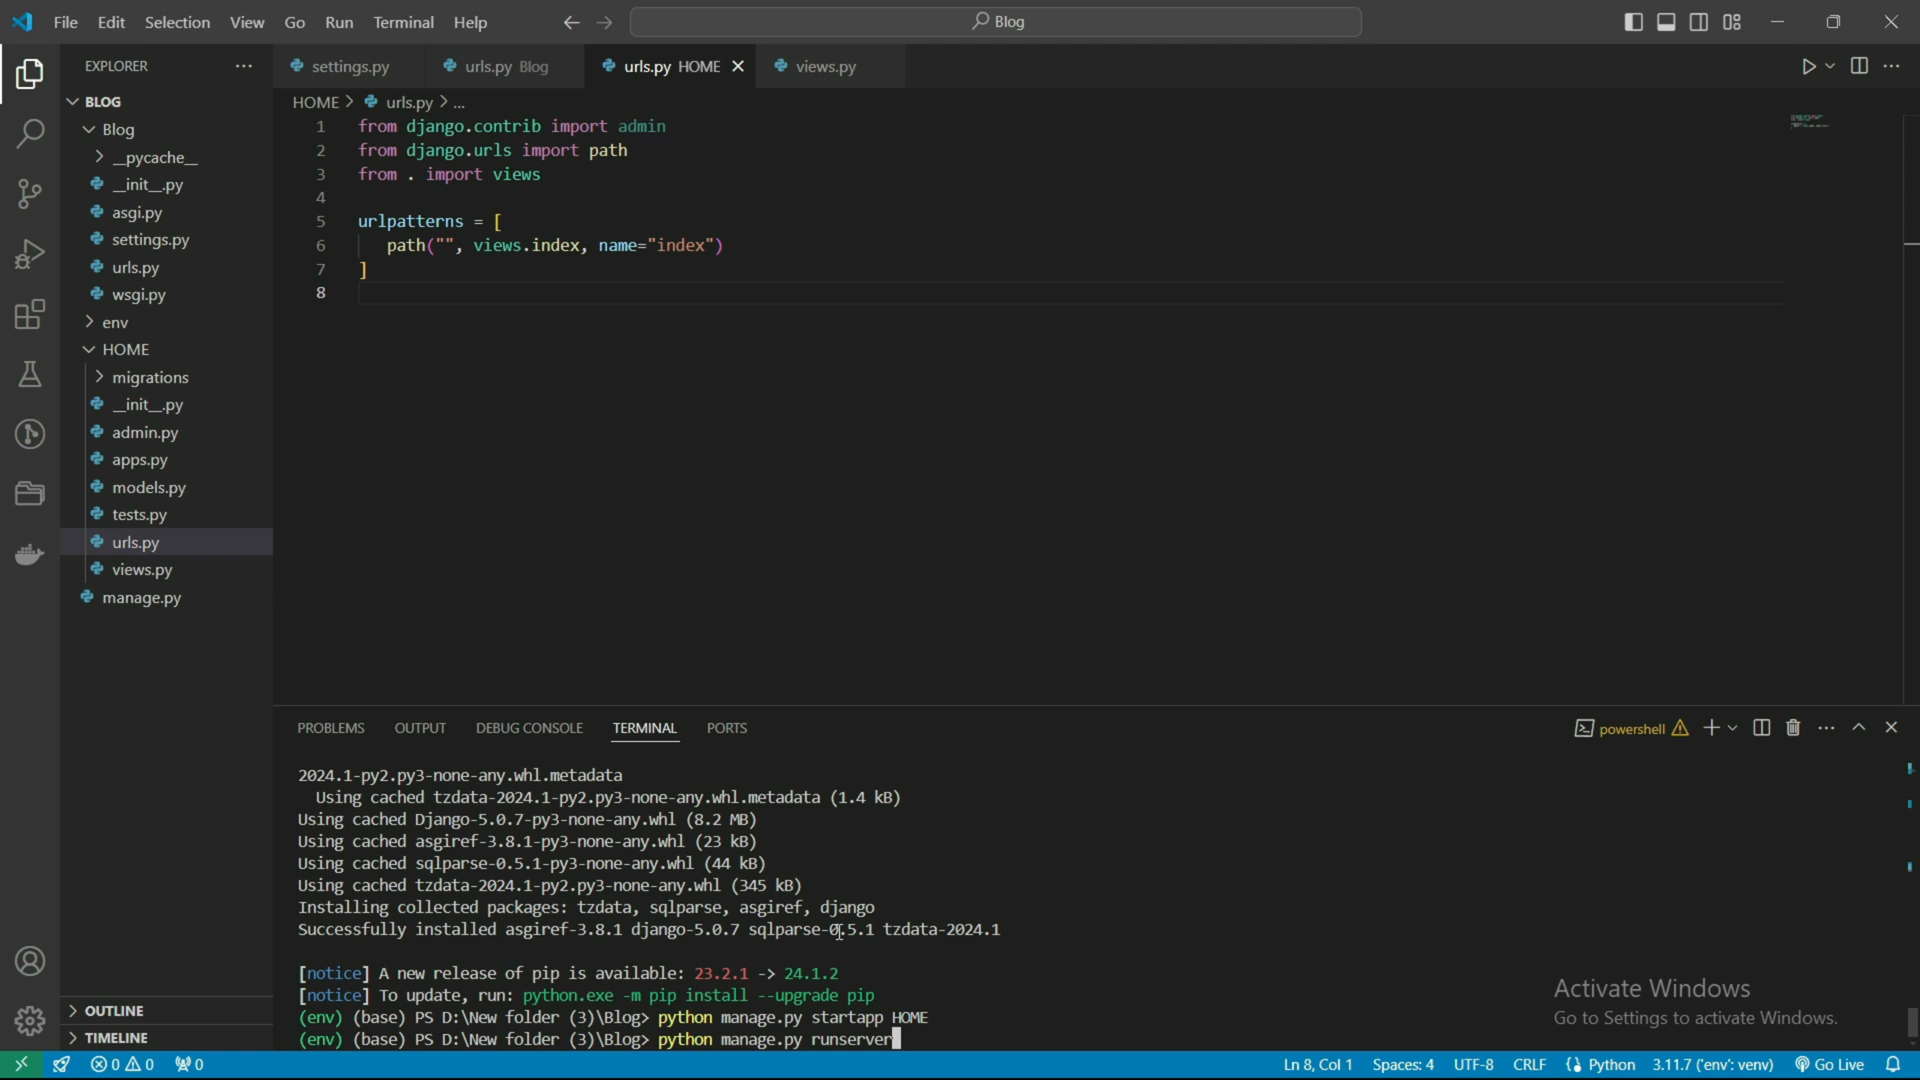 File Edit Selection View Go Run Terminal Help
Blog
EXPLORER
BLOG
Blog
__pycache__
__init__.py
asgi.py
settings.py
urls.py
wsgi.py
env
HOME
migrations
__init__.py
admin.py
apps.py
models.py
tests.py
urls.py
views.py
manage.py
OUTLINE
TIMELINE
settings.py urls.py Blog urls.py HOME views.py
HOME > urls.py > ...
1 from django.contrib import admin
2 from django.urls import path
3 from . import views
4
5 urlpatterns = [
6 path("", views.index, name="index")
7 ]
8
PROBLEMS OUTPUT DEBUG CONSOLE TERMINAL PORTS
powershell
2024.1-py2.py3-none-any.whl.metadata
Using cached tzdata-2024.1-py2.py3-none-any.whl.metadata (1.4 kB)
Using cached Django-5.0.7-py3-none-any.whl (8.2 MB)
Using cached asgiref-3.8.1-py3-none-any.whl (23 kB)
Using cached sqlparse-0.5.1-py3-none-any.whl (44 kB)
Using cached tzdata-2024.1-py2.py3-none-any.whl (345 kB)
Installing collected packages: tzdata, sqlparse, asgiref, django
Successfully installed asgiref-3.8.1 django-5.0.7 sqlparse-0.5.1 tzdata-2024.1
[notice] A new release of pip is available: 23.2.1 -> 24.1.2
[notice] To update, run: python.exe -m pip install --upgrade pip
(env) (base) PS D:\New folder (3)\Blog> python manage.py startapp HOME
(env) (base) PS D:\New folder (3)\Blog> python manage.py runserver
Activate Windows
Go to Settings to activate Windows.
0 0 0 Ln 8, Col 1 Spaces: 4 UTF-8 CRLF Python 3.11.7 ('env': venv) Go Live